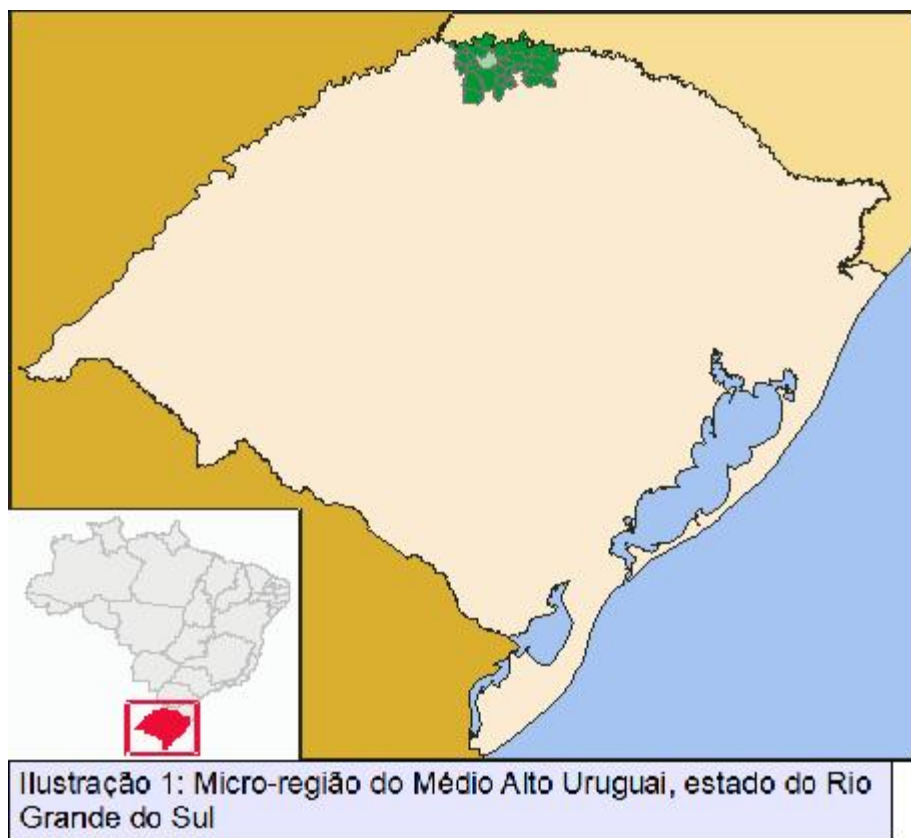 Ilustração 1: Micro-região do Médio Alto Uruguai, estado do Rio
Grande do Sul